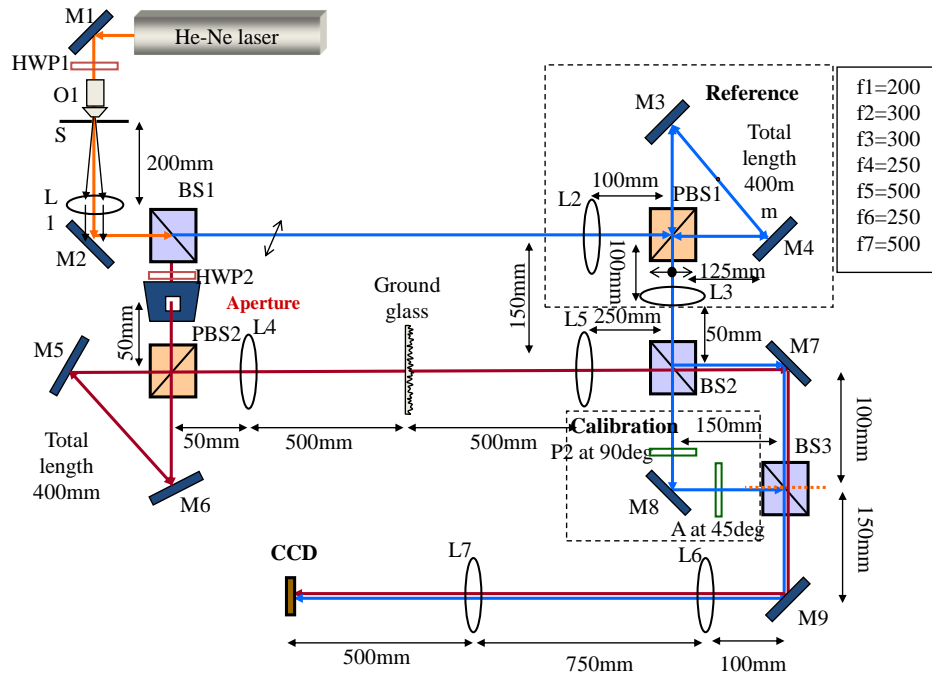 M1
He-Ne laser
HWP1
O1
S
200mm
L
1
M2
BS1
HWP2
Aperture
50mm
PBS2
L4
Ground
glass
M5
Total
length
400mm
M6
50mm
500mm
500mm
Reference
M3
Total
length
400m
m
L2
100mm
PBS1
M4
100mm
125mm
L3
150mm
250mm
L5
50mm
BS2
M7
100mm
Calibration
150mm
P2 at 90deg
BS3
M8
A at 45deg
150mm
CCD
L7
L6
M9
500mm
750mm
100mm
f1=200
f2=300
f3=300
f4=250
f5=500
f6=250
f7=500